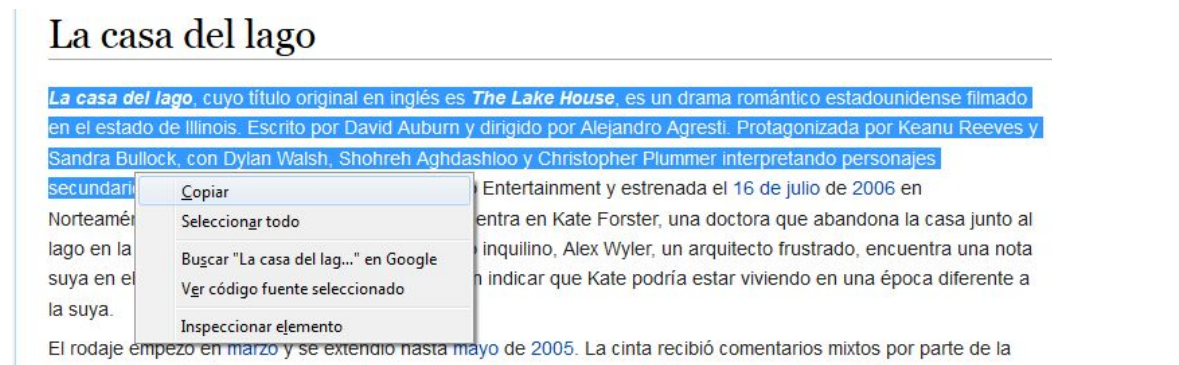 La casa del lago
La casa del lago, cuyo título original en inglés es The Lake House, es un drama romántico estadounidense filmado
en el estado de Illinois. Escrito por David Auburn y dirigido por Alejandro Agresti. Protagonizada por Keanu Reeves y
Sandra Bullock, con Dylan Walsh, Shohreh Aghdashloo y Christopher Plummer interpretando personajes
Entertainment y estrenada el 16 de julio de 2006 en
entra en Kate Forster, una doctora que abandona la casa junto al
lago en la inquilino, Alex Wyler, un arquitecto frustrado, encuentra una nota
suya en el indicar que Kate podría estar viviendo en una época diferente a
la suya.
El rodaje empezó en marzo y se extendió hasta mayo de 2005. La cinta recibió comentarios mixtos por parte de la
Copiar
Seleccionar todo
Buscar "La casa del lag..." en Google
Ver código fuente seleccionado
Inspeccionar elemento